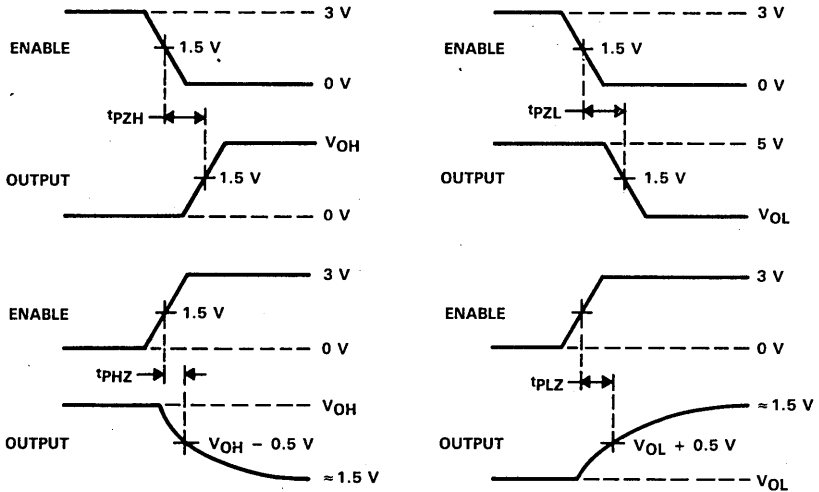 3 V
ENABLE
1.5 V
0 V
tPZH
VOH
OUTPUT
1.5 V
0 V
3 V
ENABLE
1.5 V
0 V
tPZL
5 V
OUTPUT
1.5 V
VOL
3 V
ENABLE
1.5 V
0 V
tPHZ
VOH
OUTPUT
VOH − 0.5 V
≈1.5 V
3 V
ENABLE
0 V
tPLZ
≈1.5 V
OUTPUT
VOL + 0.5 V
VOL